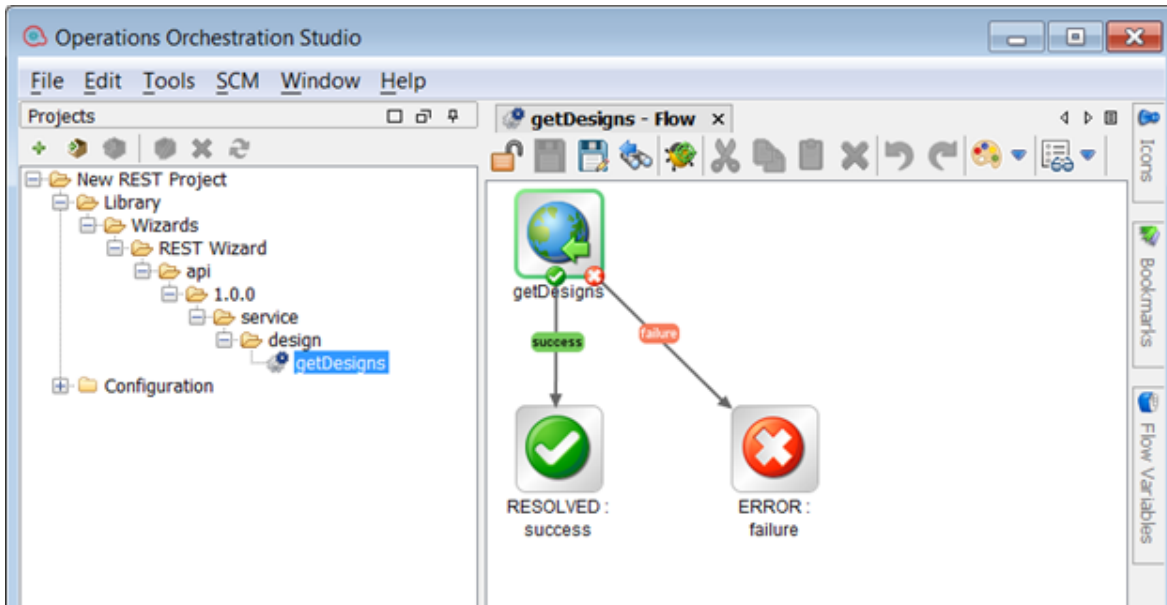 Operations Orchestration Studio
File Edit Tools SCM Window Help
Projects
getDesigns - Flow
New REST Project
Library
Wizards
REST Wizard
api
1.0.0
service
design
getDesigns
Configuration
getDesigns
success
failure
RESOLVED :
success
ERROR :
failure
Icons
Bookmarks
Flow Variables